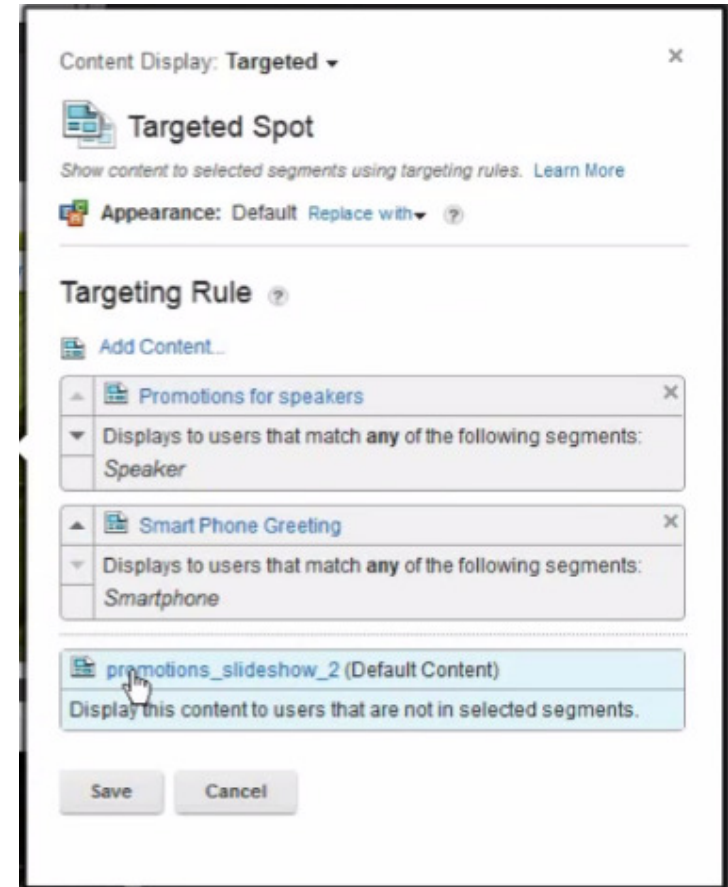 Content Display: Targeted
Targeted Spot
Show content to selected segments using targeting rules. Learn More
Appearance: Default Replace with ?
Targeting Rule ?
Add Content...
Promotions for speakers
Displays to users that match any of the following segments:
Speaker
Smart Phone Greeting
Displays to users that match any of the following segments:
Smartphone
promotions_slideshow_2 (Default Content)
Display this content to users that are not in selected segments.
Save Cancel